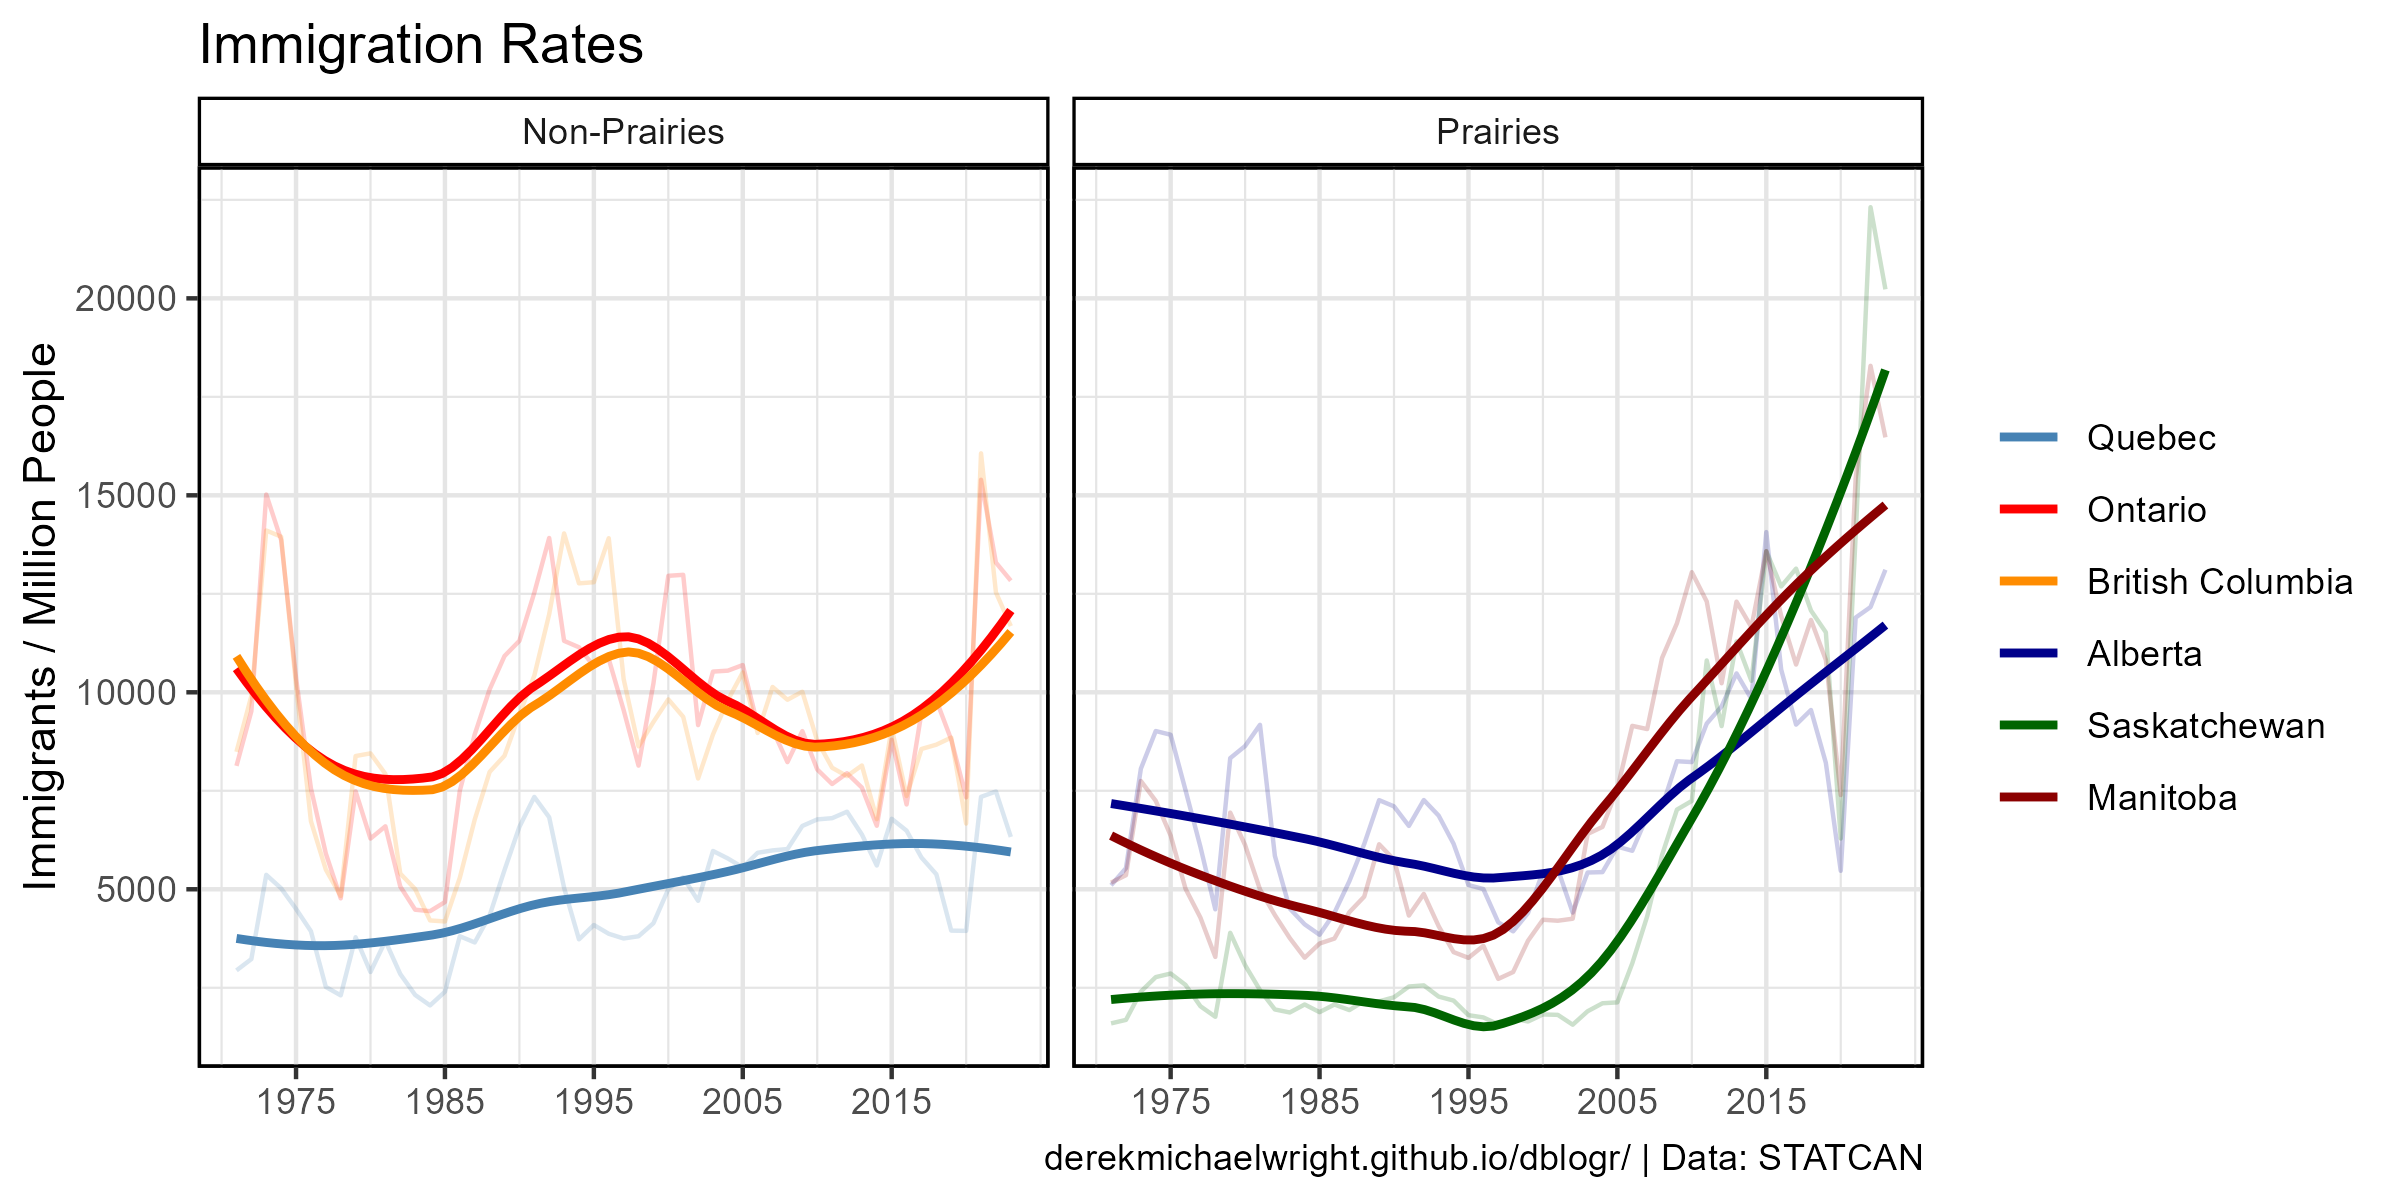 Immigration Rates
Non-Prairies
Prairies
Immigrants / Million People
20000
15000
10000
5000
1975 1985 1995 2005 2015
1975 1985 1995 2005 2015
Quebec
Ontario
British Columbia
Alberta
Saskatchewan
Manitoba
derekmichaelwright.github.io/dblogr/ | Data: STATCAN